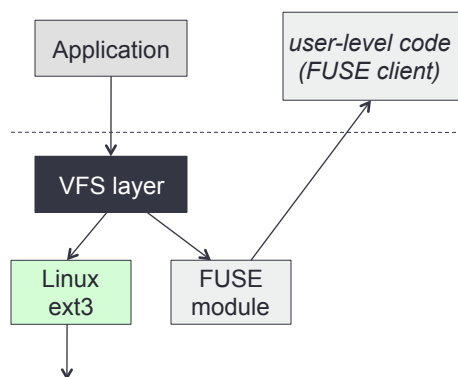 Application
user-level code
(FUSE client)
VFS layer
Linux
ext3
FUSE
module